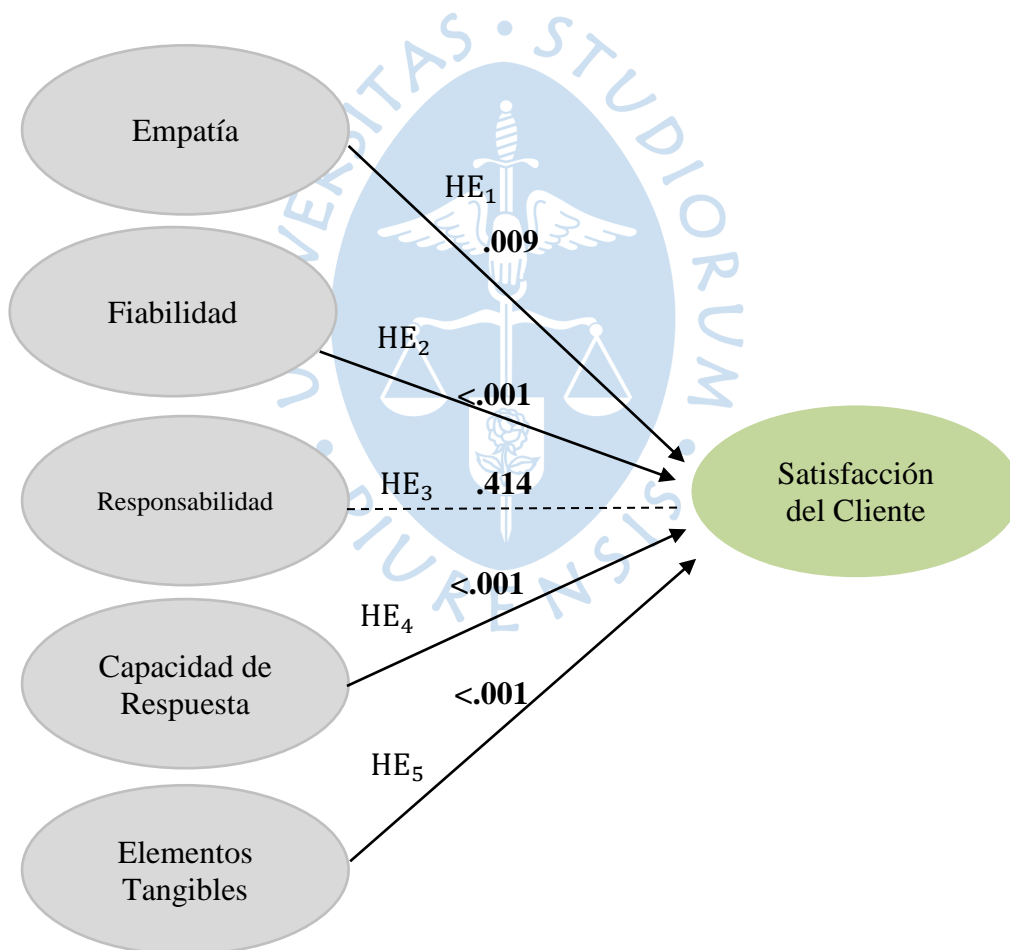 UNIVERSITAS • STUDIORUM • PIURENSIS •
Empatía
HE₁
.009
Fiabilidad
HE₂
<.001
Responsabilidad
HE₃ .414
Satisfacción
del Cliente
<.001
HE₄
Capacidad de
Respuesta
<.001
HE₅
Elementos
Tangibles